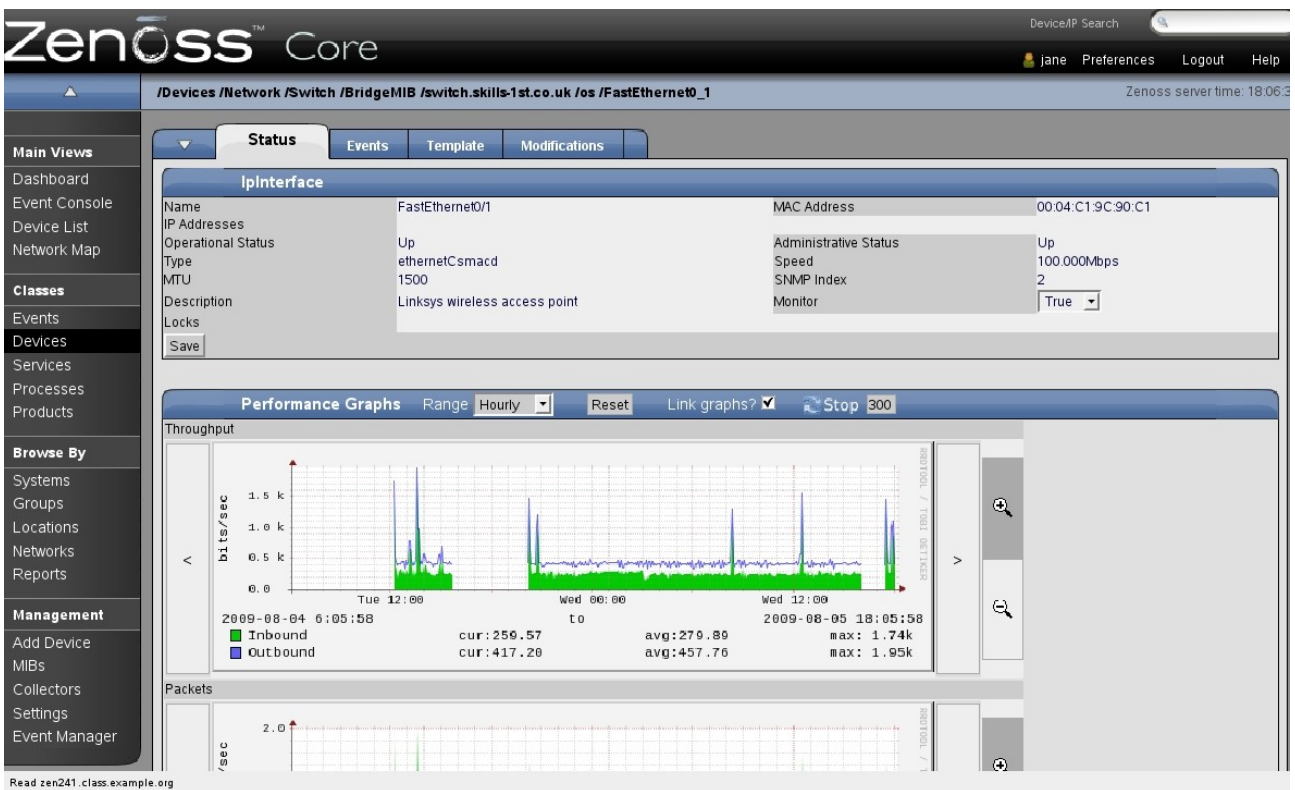 Zenoss™ Core
Device/IP Search
jane Preferences Logout Help
/Devices /Network /Switch /BridgeMIB /switch.skills-1st.co.uk /os /FastEthernet0_1
Zenoss server time: 18:06:3
Main Views
Dashboard
Event Console
Device List
Network Map
Classes
Events
Devices
Services
Processes
Products
Browse By
Systems
Groups
Locations
Networks
Reports
Management
Add Device
MIBs
Collectors
Settings
Event Manager
Status Events Template Modifications
IpInterface
Name FastEthernet0/1 MAC Address 00:04:C1:9C:90:C1
IP Addresses
Operational Status Up Administrative Status Up
Type ethernetCsmacd Speed 100.000Mbps
MTU 1500 SNMP Index 2
Description Linksys wireless access point Monitor True
Locks
Save
Performance Graphs Range Hourly Reset Link graphs? Stop 300
Throughput
< >
bits/sec
1.5 k
1.0 k
0.5 k
0.0
Tue 12:00 Wed 00:00 Wed 12:00
RRDTOOL / TOBI OETIKER
2009-08-04 6:05:58 to 2009-08-05 18:05:58
Inbound cur:259.57 avg:279.89 max: 1.74k
Outbound cur:417.20 avg:457.76 max: 1.95k
Packets
2.0
/sec
RRDTOOL /
Read zen241.class.example.org